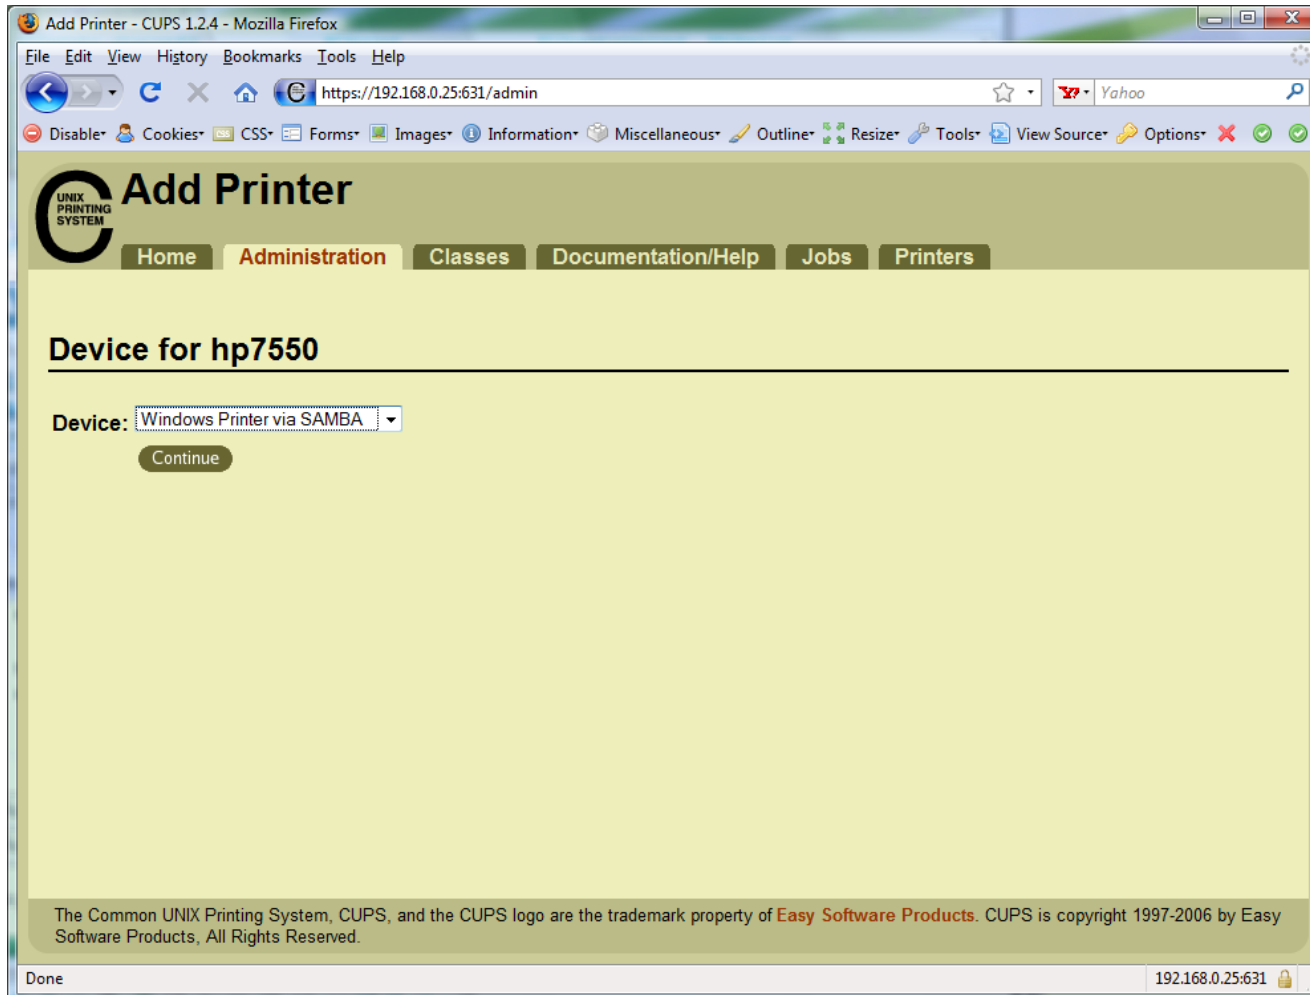 Add Printer - CUPS 1.2.4 - Mozilla Firefox
File Edit View History Bookmarks Tools Help
https://192.168.0.25:631/admin Yahoo
Disable Cookies CSS Forms Images Information Miscellaneous Outline Resize Tools View Source Options
UNIX
PRINTING
SYSTEM
Add Printer
Home Administration Classes Documentation/Help Jobs Printers
Device for hp7550
Device: Windows Printer via SAMBA
Continue
The Common UNIX Printing System, CUPS, and the CUPS logo are the trademark property of Easy Software Products. CUPS is copyright 1997-2006 by Easy
Software Products, All Rights Reserved.
Done 192.168.0.25:631